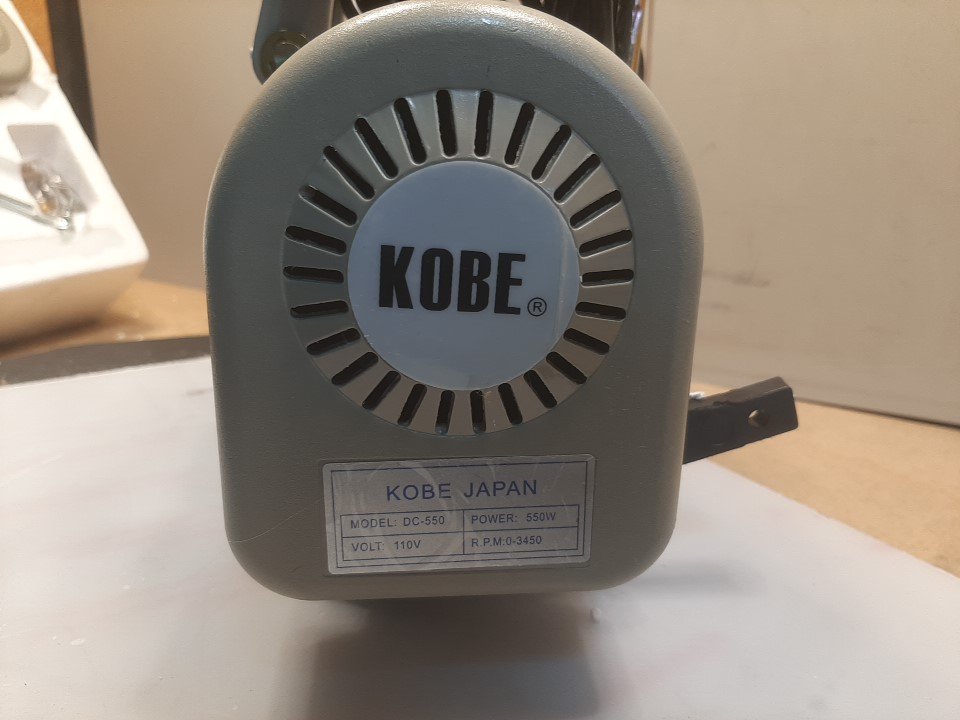 KOBE®
KOBE JAPAN
MODEL: DC-550 POWER: 550W
VOLT: 110V R.P.M:0-3450